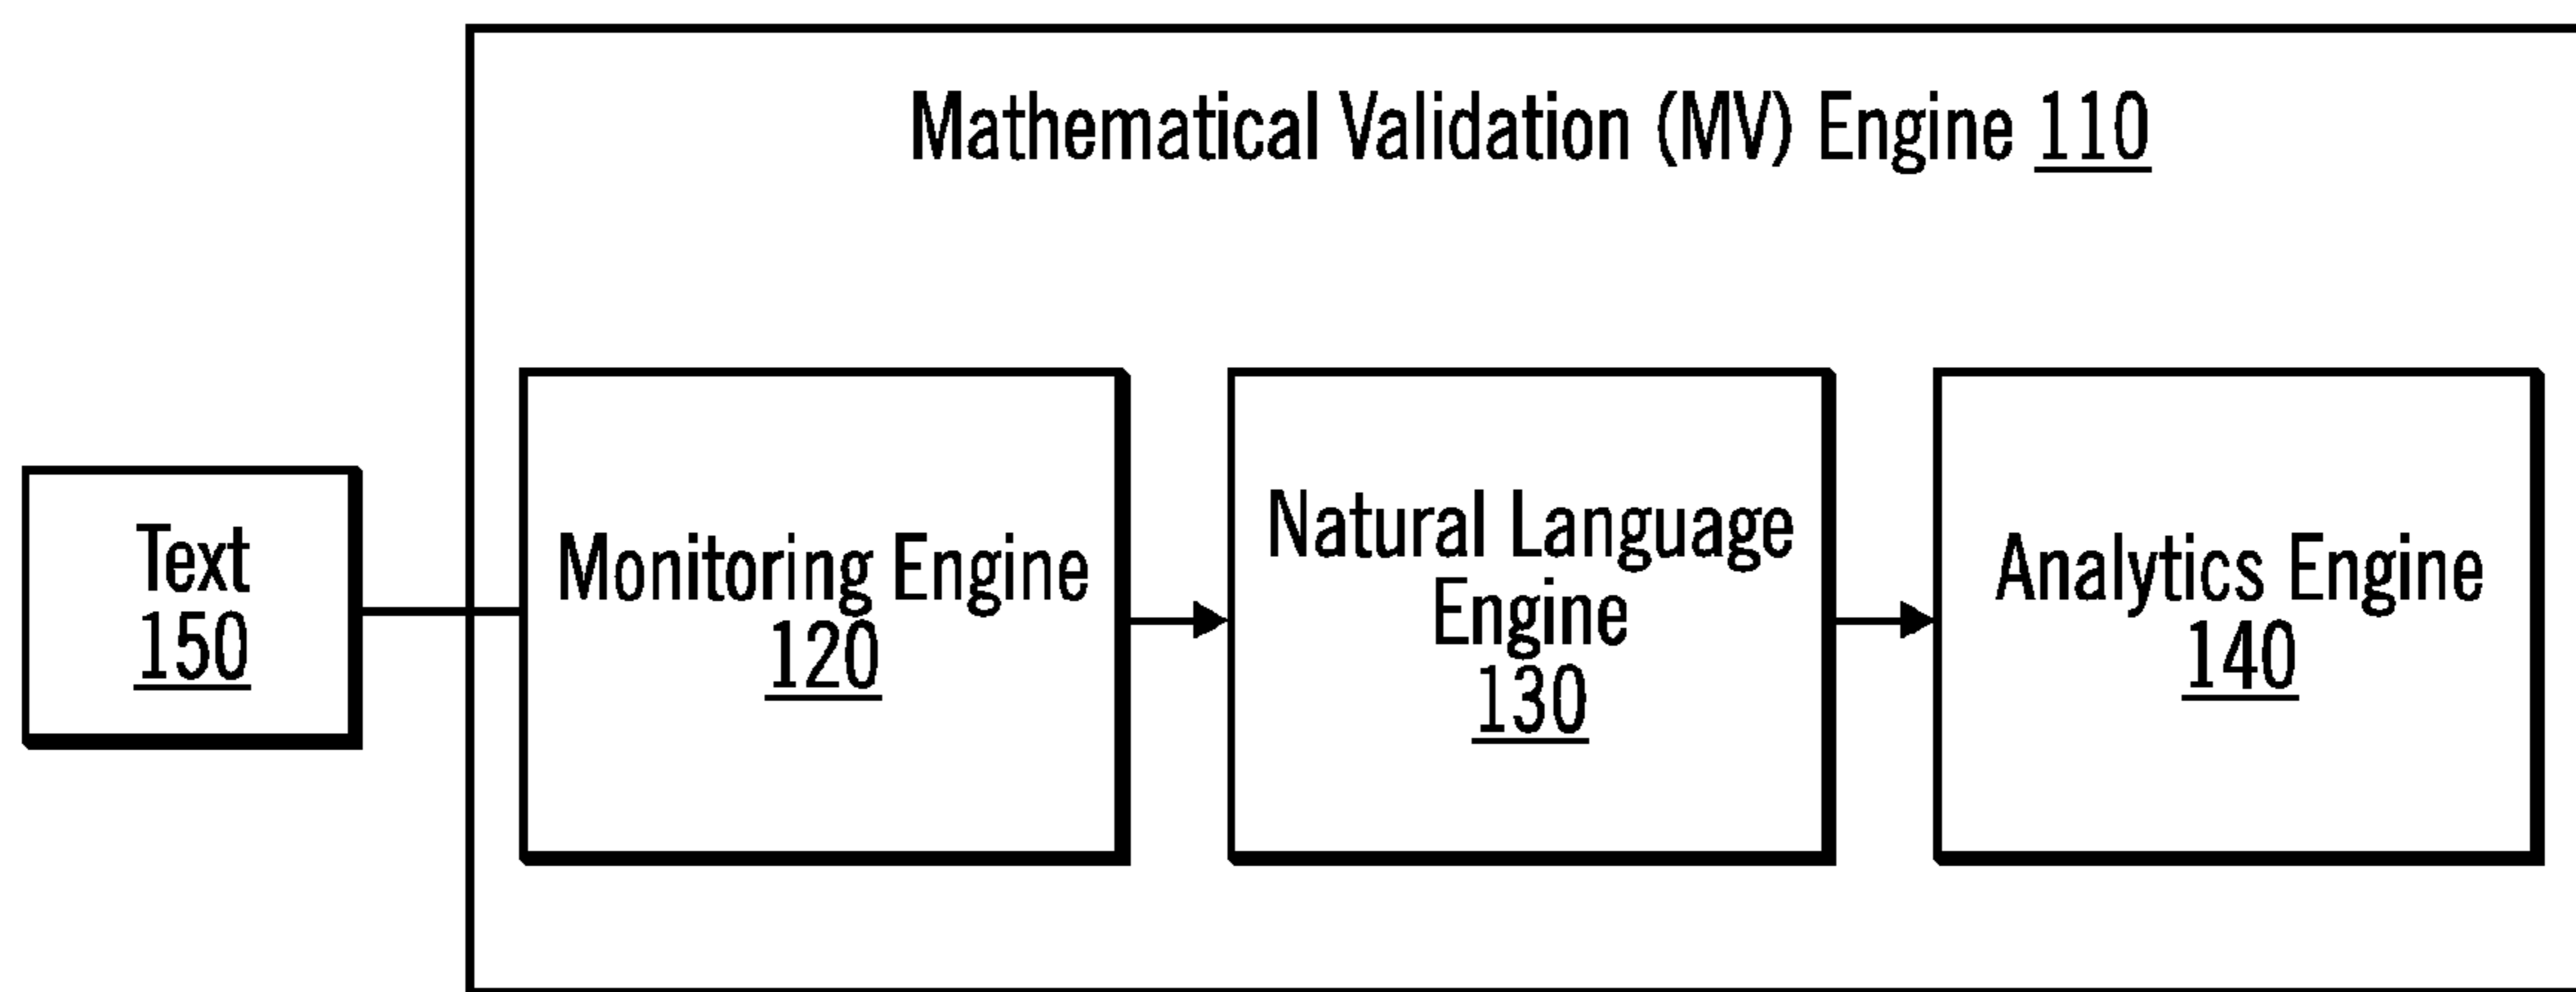 Mathematical Validation (MV) Engine 110
Text
150
Monitoring Engine
120
Natural Language
Engine
130
Analytics Engine
140